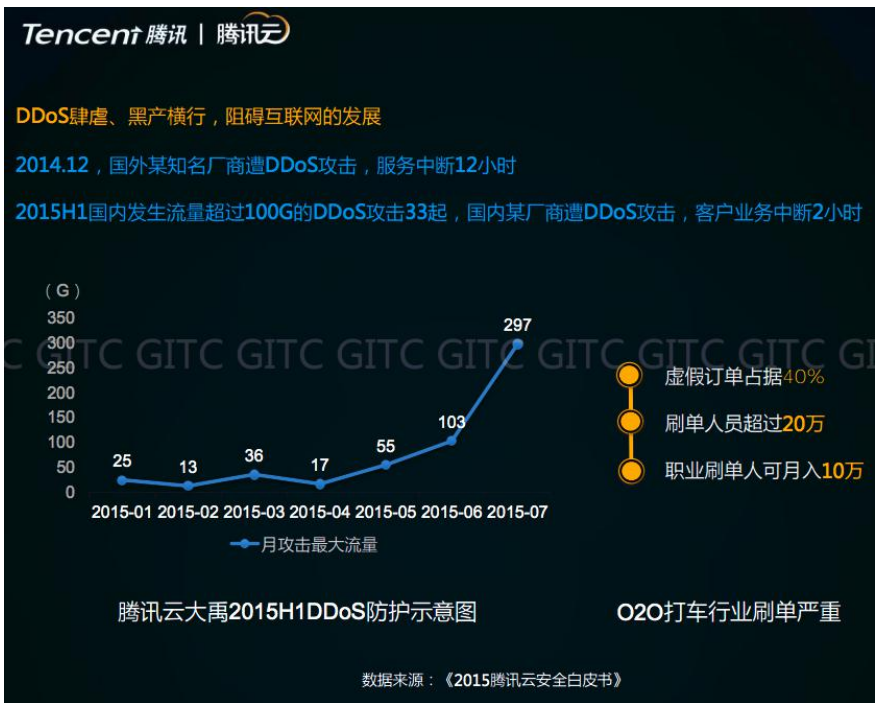 Tencent 腾讯 | 腾讯云
DDoS肆虐、黑产横行，阻碍互联网的发展
2014.12，国外某知名厂商遭DDoS攻击，服务中断12小时
2015H1国内发生流量超过100G的DDoS攻击33起，国内某厂商遭DDoS攻击，客户业务中断2小时
（G）
350
300
250
200
150
100
50
0
25
13
36
17
55
103
297
2015-01 2015-02 2015-03 2015-04 2015-05 2015-06 2015-07
月攻击最大流量
C GITC GITC GITC GITC GITC GITC GITC GI
虚假订单占据40%
刷单人员超过20万
职业刷单人可月入10万
腾讯云大禹2015H1DDoS防护示意图
O2O打车行业刷单严重
数据来源：《2015腾讯云安全白皮书》